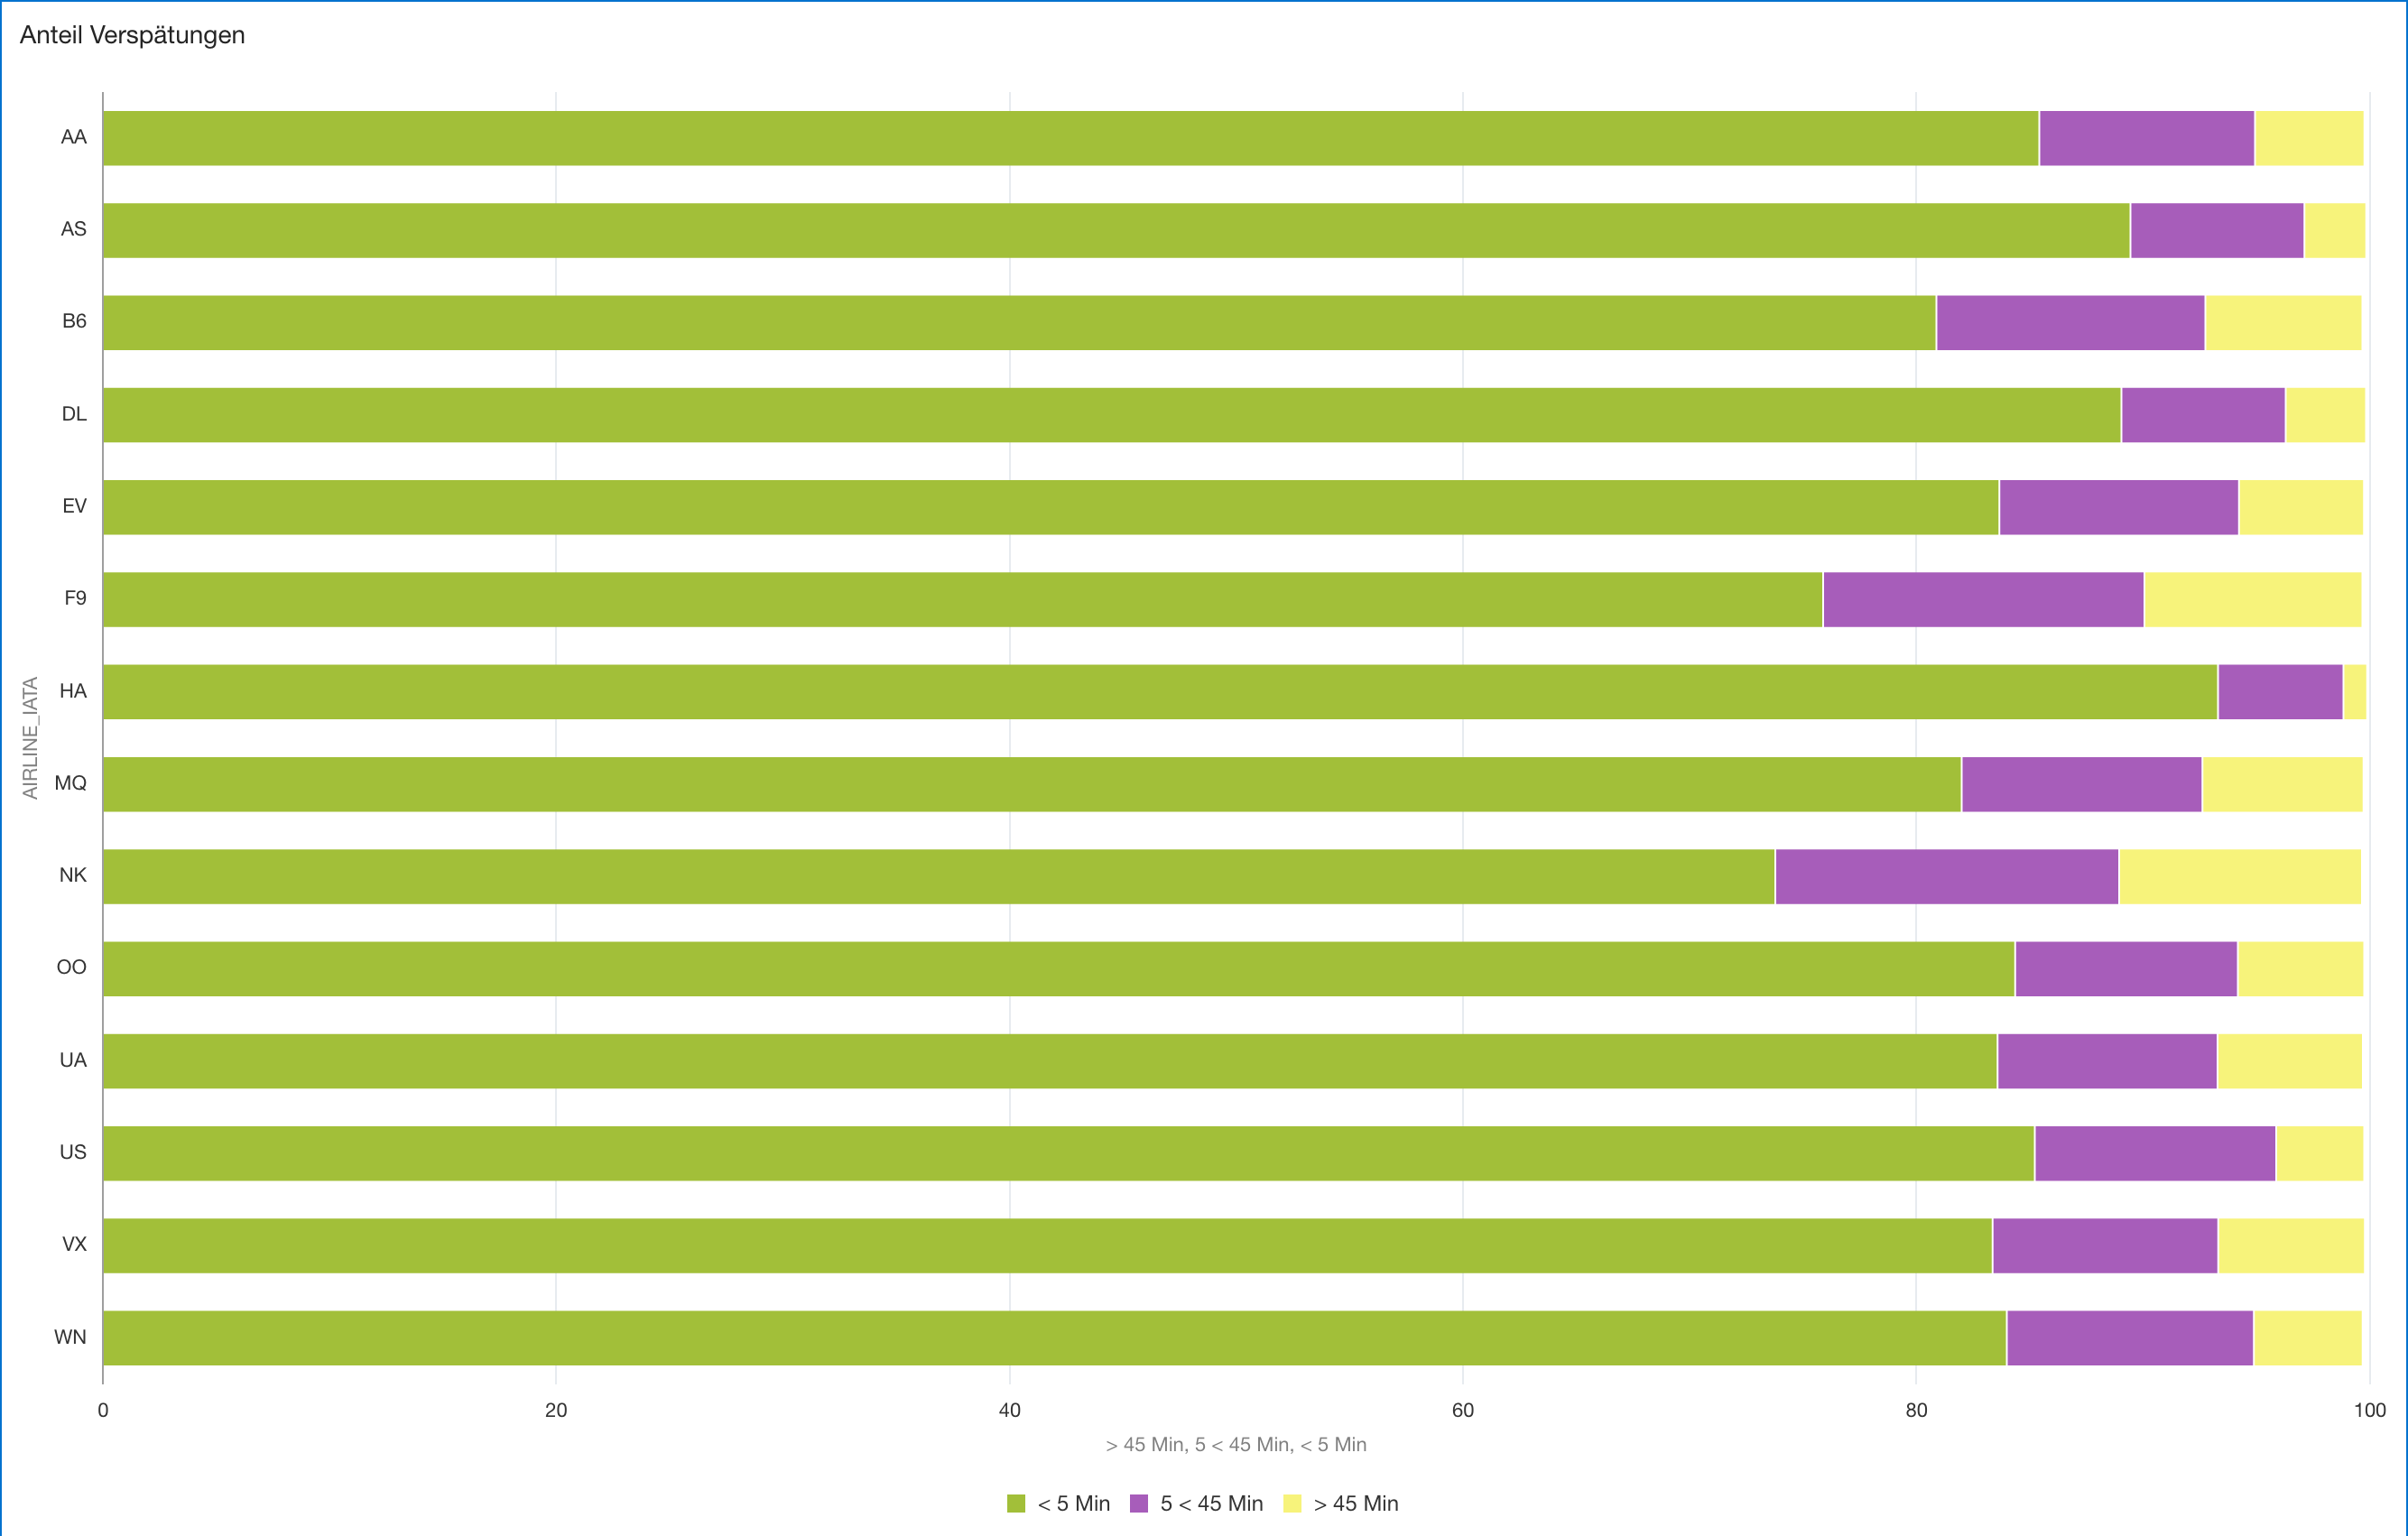 Anteil Verspätungen
AIRLINE_IATA
AA
AS
B6
DL
EV
F9
HA
MQ
NK
OO
UA
US
VX
WN
0 20 40 60 80 100
> 45 Min, 5 < 45 Min, < 5 Min
< 5 Min 5 < 45 Min > 45 Min